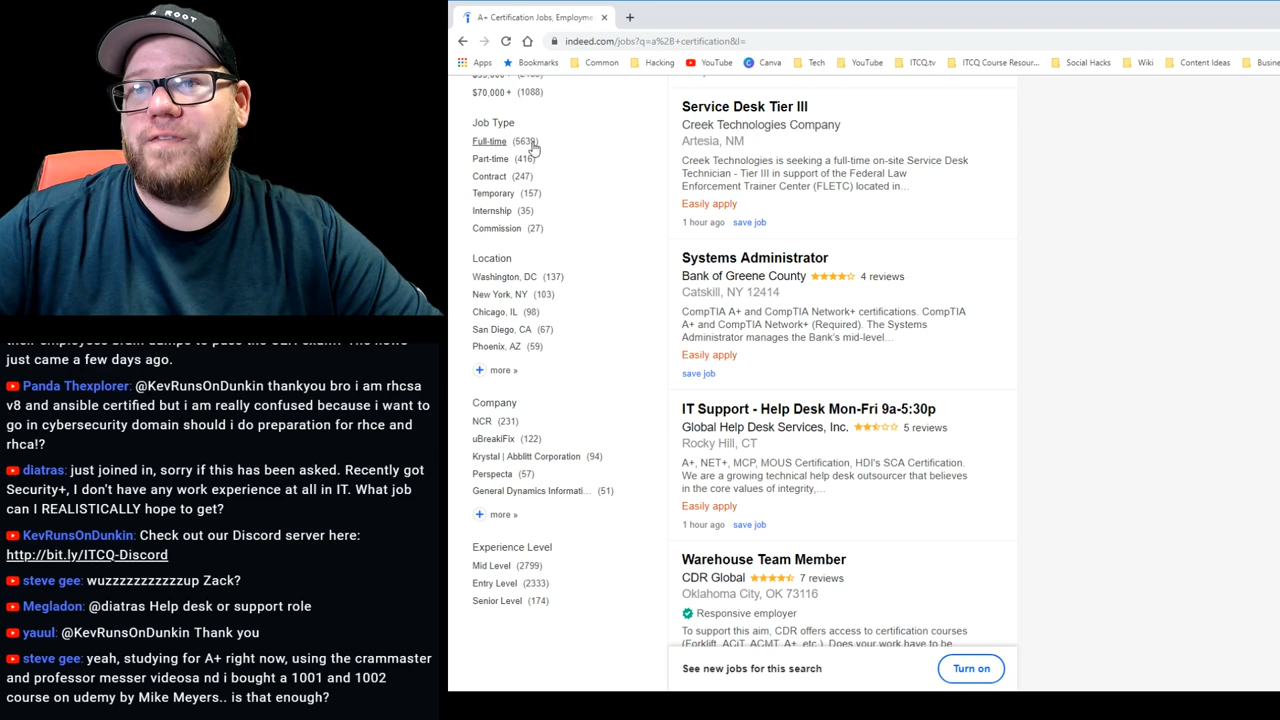 ROOT
A+ Certification Jobs, Employme
indeed.com/jobs?q=a%2B+certification&l=
Apps Bookmarks Common Hacking YouTube Canva Tech YouTube ITCQ.tv ITCQ Course Resour... Social Hacks Wiki Content Ideas Busine
$70,000+ (1088)
Job Type
Full-time (5639)
Part-time (416)
Contract (247)
Temporary (157)
Internship (35)
Commission (27)
Location
Washington, DC (137)
New York, NY (103)
Chicago, IL (98)
San Diego, CA (67)
Phoenix, AZ (59)
+ more »
Company
NCR (231)
uBreakiFix (122)
Krystal | Abblitt Corporation (94)
Perspecta (57)
General Dynamics Informati... (51)
+ more »
Experience Level
Mid Level (2799)
Entry Level (2333)
Senior Level (174)
Service Desk Tier III
Creek Technologies Company
Artesia, NM
Creek Technologies is seeking a full-time on-site Service Desk
Technician - Tier III in support of the Federal Law
Enforcement Trainer Center (FLETC) located in...
Easily apply
1 hour ago save job
Systems Administrator
Bank of Greene County 4 reviews
Catskill, NY 12414
CompTIA A+ and CompTIA Network+ certifications. CompTIA
A+ and CompTIA Network+ (Required). The Systems
Administrator manages the Bank's mid-level...
Easily apply
save job
IT Support - Help Desk Mon-Fri 9a-5:30p
Global Help Desk Services, Inc. 5 reviews
Rocky Hill, CT
A+, NET+, MCP, MOUS Certification, HDI's SCA Certification.
We are a growing technical help desk outsourcer that believes
in the core values of integrity,...
Easily apply
1 hour ago save job
Warehouse Team Member
CDR Global 7 reviews
Oklahoma City, OK 73116
Responsive employer
To support this aim, CDR offers access to certification courses
(Forklift, ACiT, ACMT, A+, etc.). Does your work have to be
See new jobs for this search Turn on
just came a few days ago.
Panda Thexplorer: @KevRunsOnDunkin thankyou bro i am rhcsa
v8 and ansible certified but i am really confused because i want to
go in cybersecurity domain should i do preparation for rhce and
rhca!?
diatras: just joined in, sorry if this has been asked. Recently got
Security+, I don't have any work experience at all in IT. What job
can I REALISTICALLY hope to get?
KevRunsOnDunkin: Check out our Discord server here:
http://bit.ly/ITCQ-Discord
steve gee: wuzzzzzzzzzzup Zack?
Megladon: @diatras Help desk or support role
yauul: @KevRunsOnDunkin Thank you
steve gee: yeah, studying for A+ right now, using the crammaster
and professor messer videosa nd i bought a 1001 and 1002
course on udemy by Mike Meyers.. is that enough?